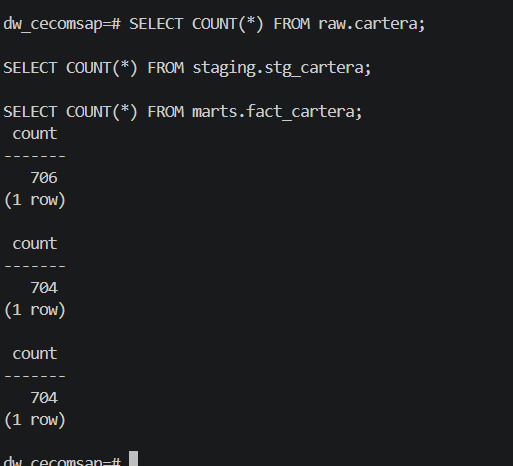 dw_cecomsap=# SELECT COUNT(*) FROM raw.cartera;
SELECT COUNT(*) FROM staging.stg_cartera;
SELECT COUNT(*) FROM marts.fact_cartera;
count
-------
706
(1 row)
count
-------
704
(1 row)
count
-------
704
(1 row)
dw_cecomsap=#